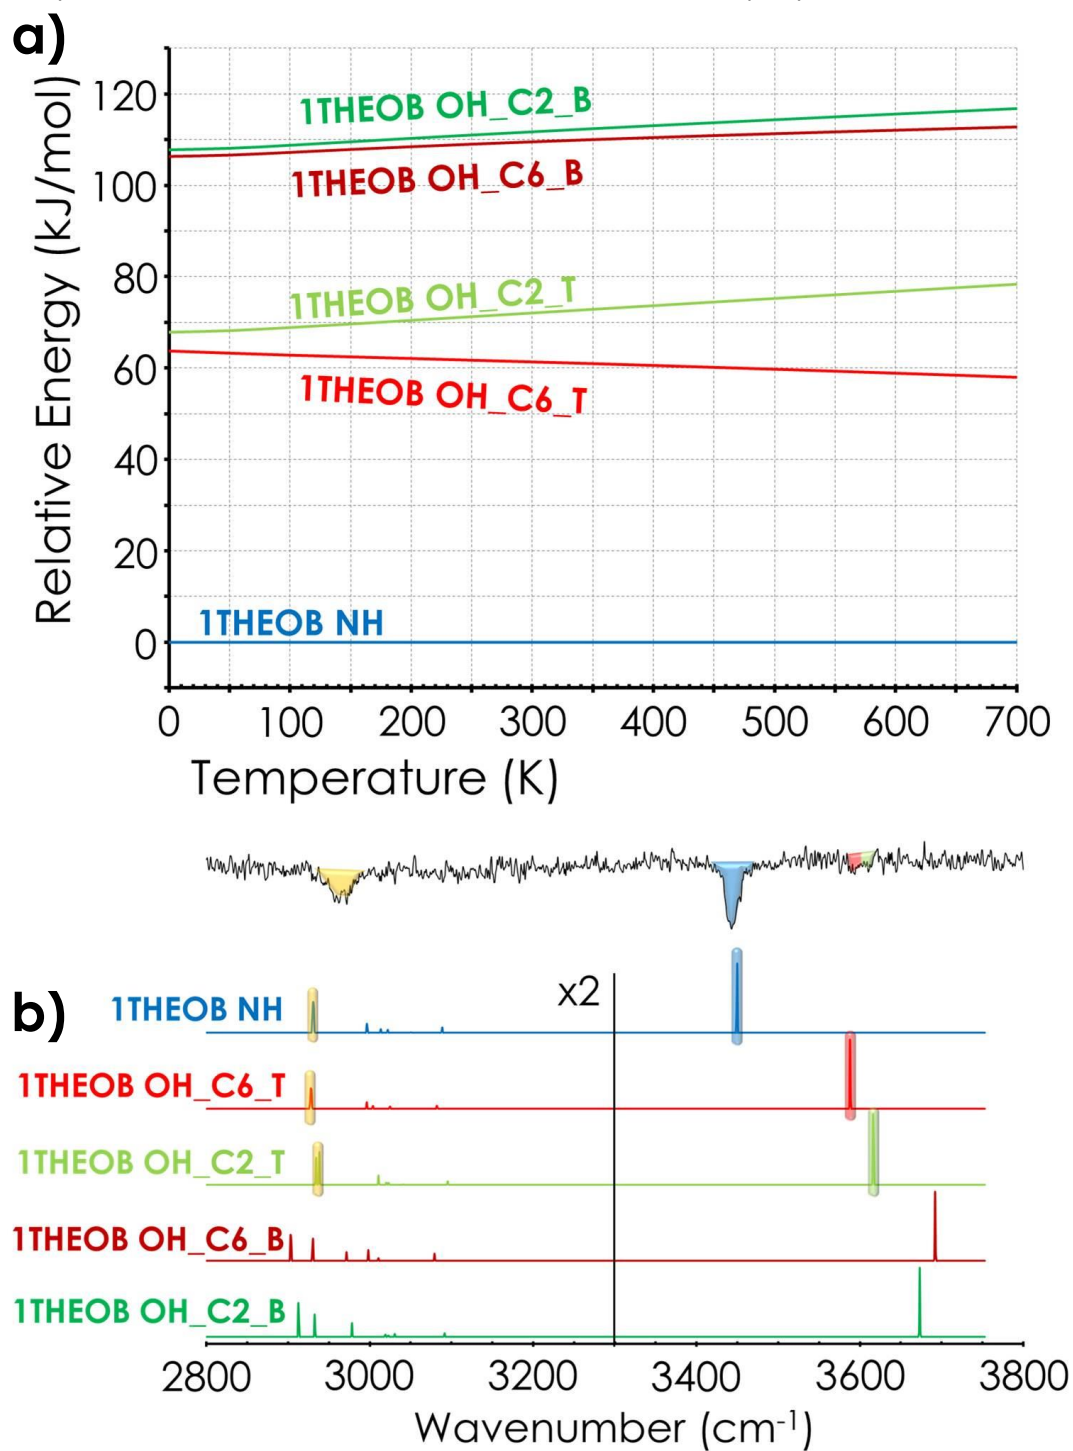 a)
Relative Energy (kJ/mol)
120
100
80
60
40
20
0
1THEOB OH_C2_B
1THEOB OH_C6_B
1THEOB OH_C2_T
1THEOB OH_C6_T
1THEOB NH
0 100 200 300 400 500 600 700
Temperature (K)
b)
x2
1THEOB NH
1THEOB OH_C6_T
1THEOB OH_C2_T
1THEOB OH_C6_B
1THEOB OH_C2_B
2800 3000 3200 3400 3600 3800
Wavenumber (cm-1)